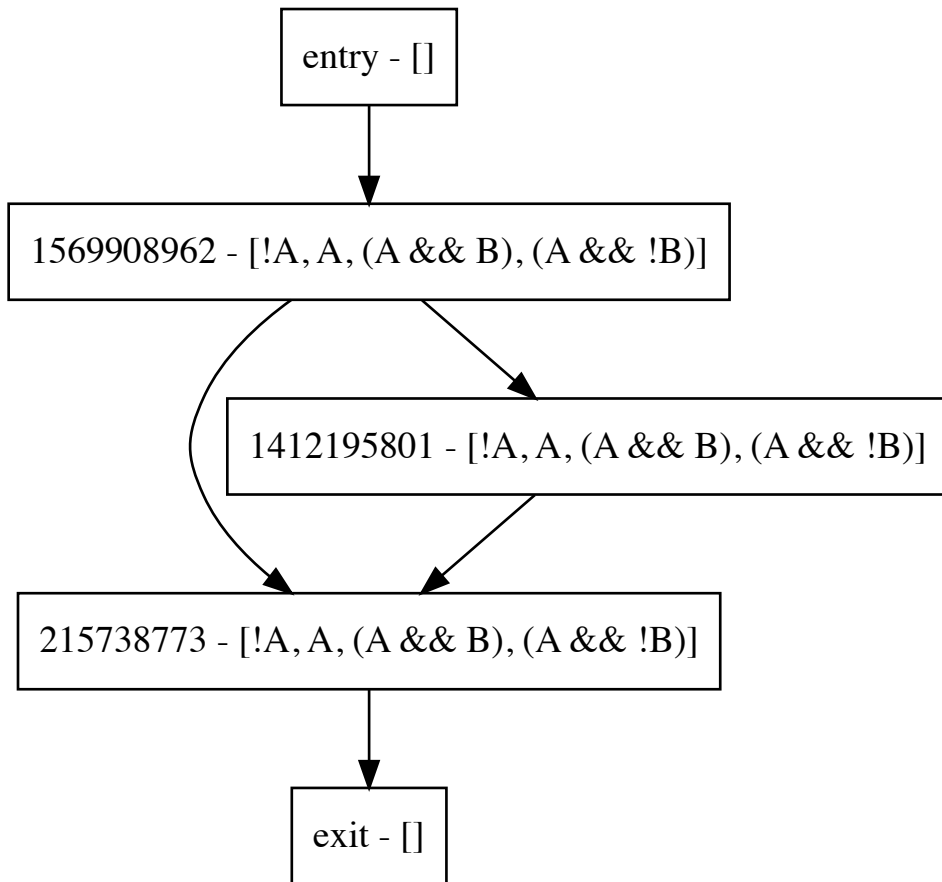 entry - []
1569908962 - [!A, A, (A && B), (A && !B)]
1412195801 - [!A, A, (A && B), (A && !B)]
215738773 - [!A, A, (A && B), (A && !B)]
exit - []